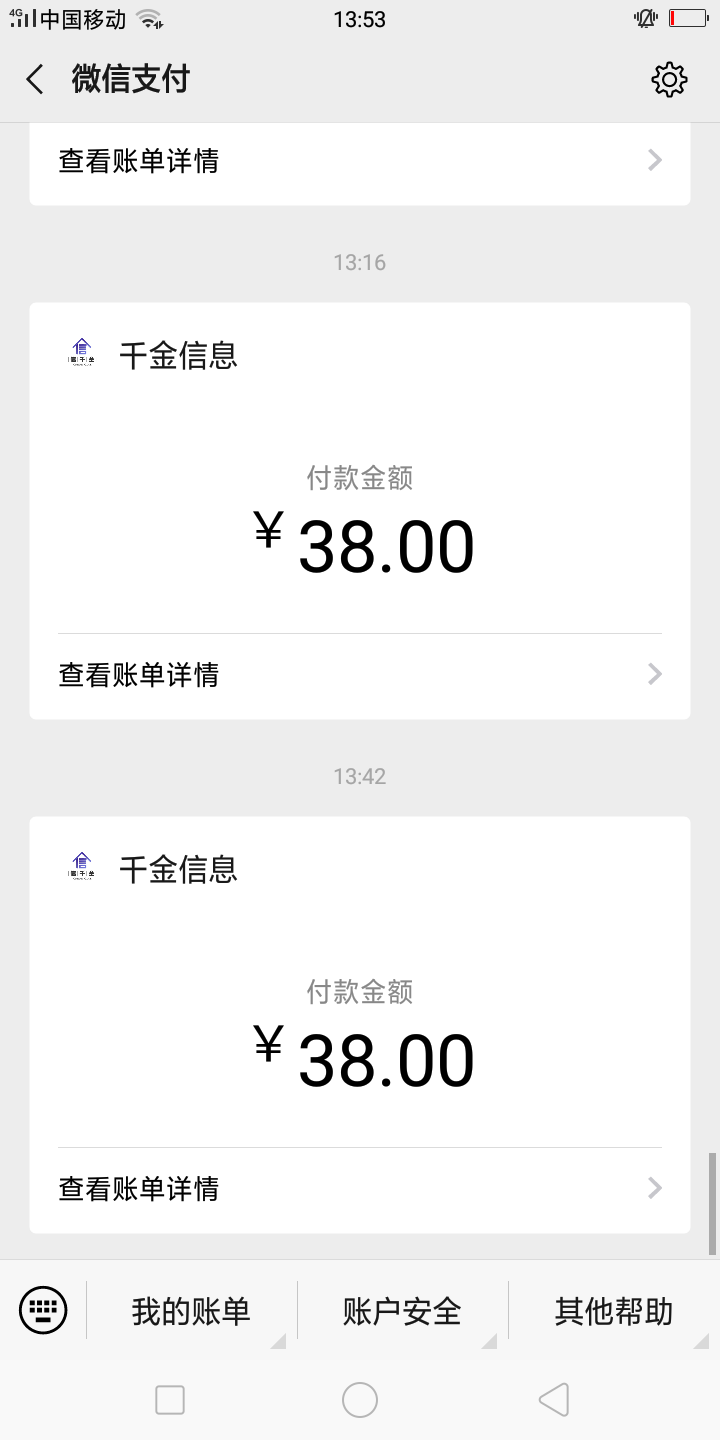 4G 中国移动 13:53
微信支付
查看账单详情
13:16
千金信息
付款金额
¥38.00
查看账单详情
13:42
千金信息
付款金额
¥38.00
查看账单详情
我的账单 账户安全 其他帮助